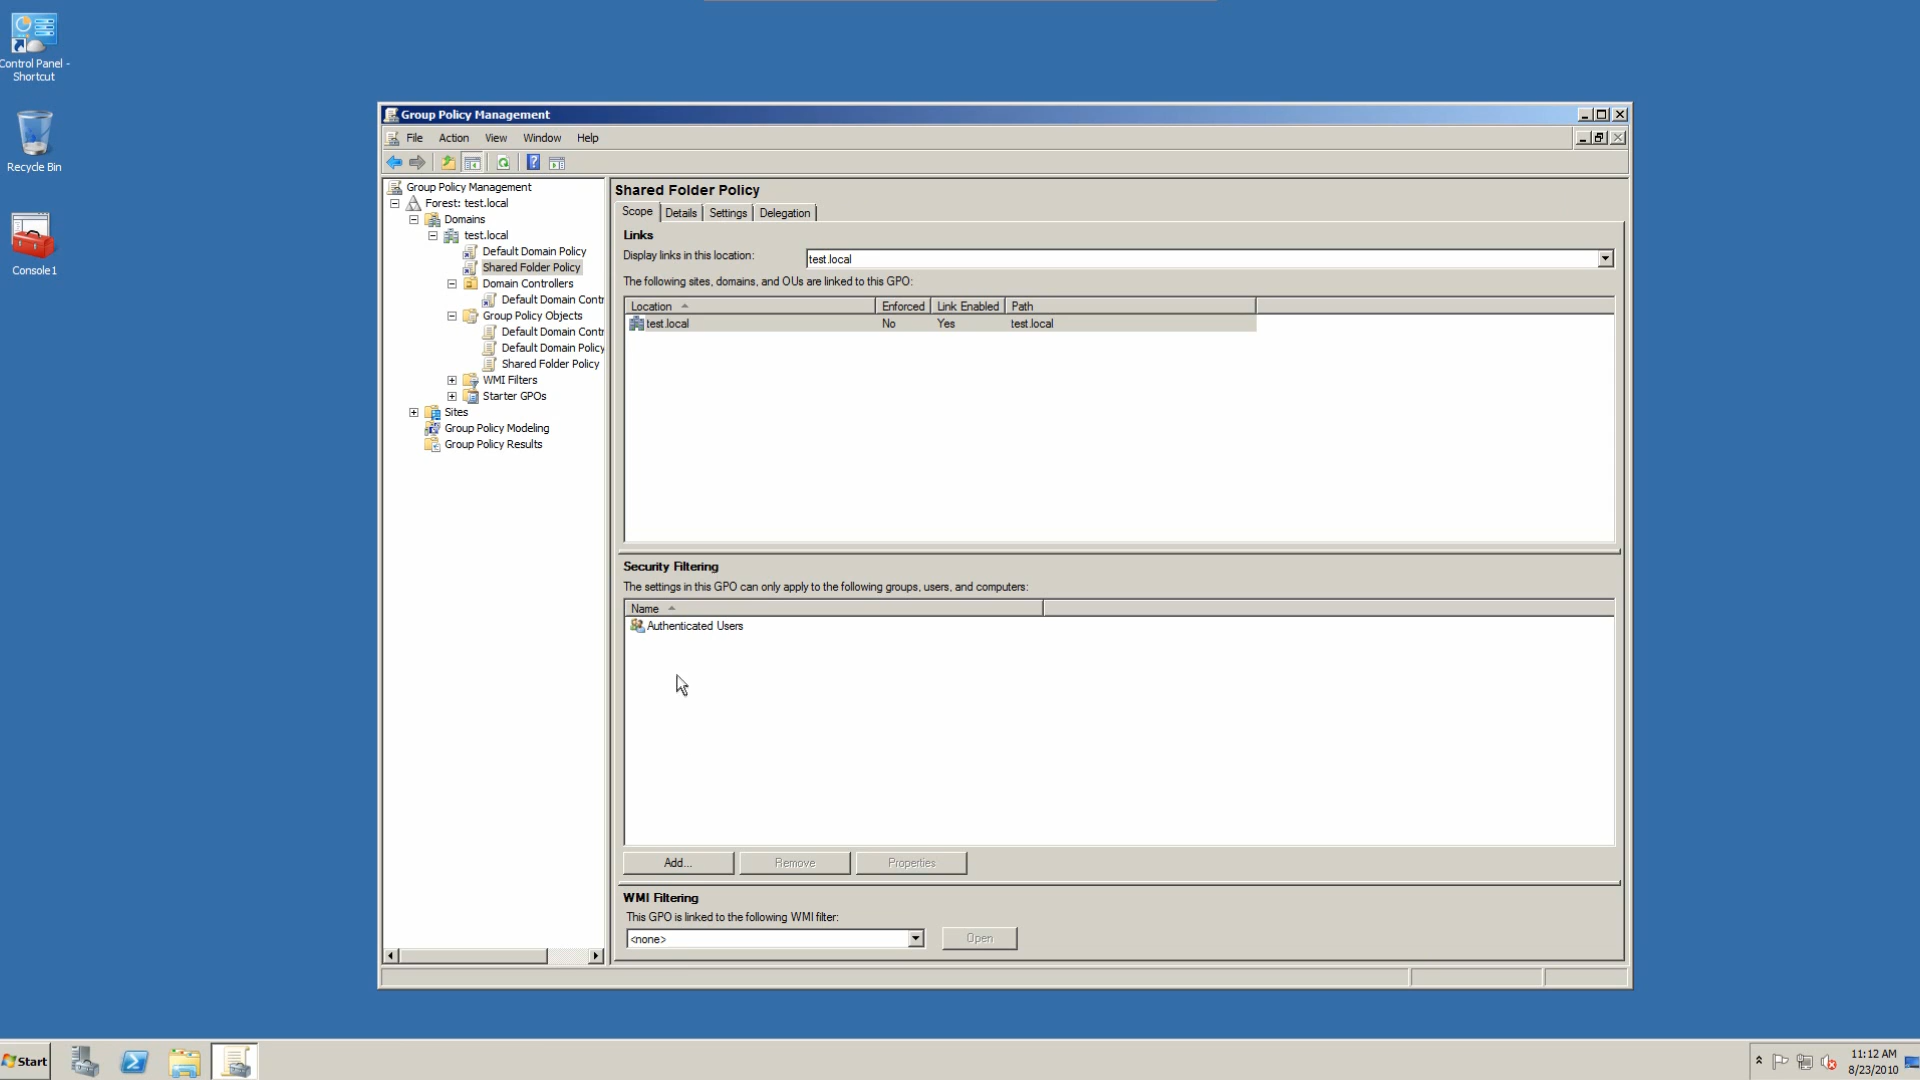 Control Panel -
Shortcut
Recycle Bin
Console1
Group Policy Management
File Action View Window Help
Group Policy Management
Forest: test.local
Domains
test.local
Default Domain Policy
Shared Folder Policy
Domain Controllers
Default Domain Contr
Group Policy Objects
Default Domain Contr
Default Domain Policy
Shared Folder Policy
WMI Filters
Starter GPOs
Sites
Group Policy Modeling
Group Policy Results
Shared Folder Policy
Scope Details Settings Delegation
Links
Display links in this location: test.local
The following sites, domains, and OUs are linked to this GPO:
Location Enforced Link Enabled Path
test.local No Yes test.local
Security Filtering
The settings in this GPO can only apply to the following groups, users, and computers:
Name
Authenticated Users
Add... Remove Properties
WMI Filtering
This GPO is linked to the following WMI filter:
<none> Open
Start
11:12 AM
8/23/2010